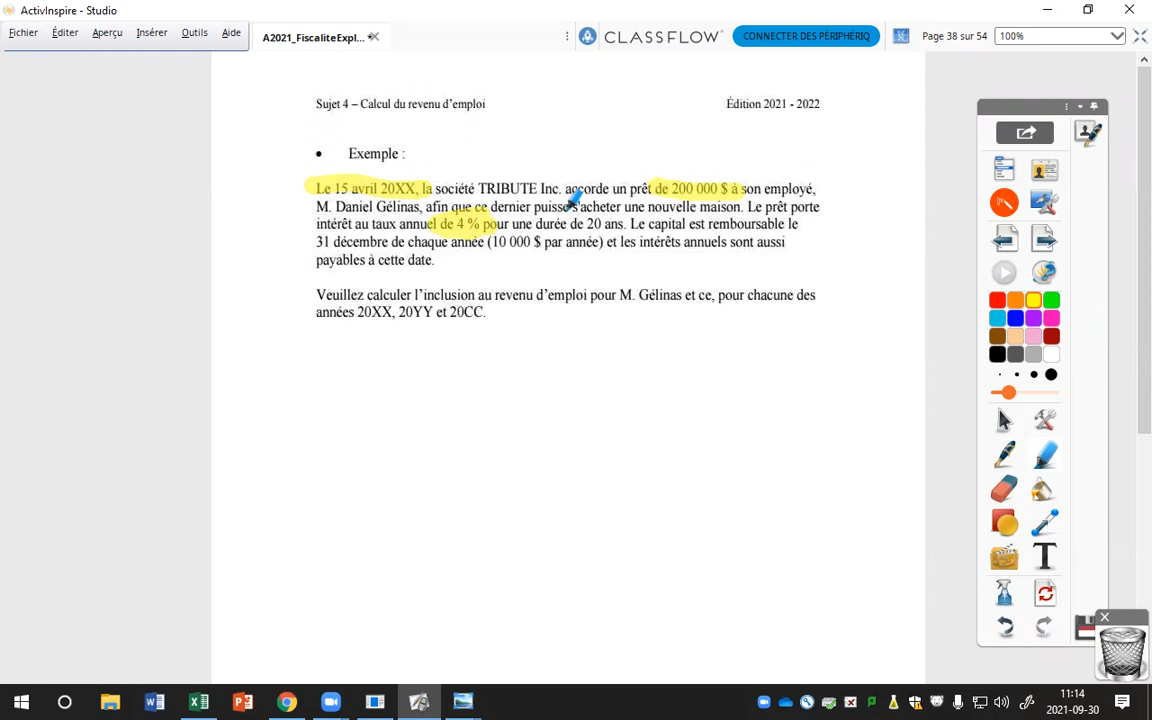 ActivInspire - Studio
Fichier Éditer Aperçu Insérer Outils Aide
A2021_FiscaliteExpl...
CLASSFLOW
CONNECTER DES PÉRIPHÉRIQ
Page 38 sur 54
100%
Sujet 4 – Calcul du revenu d'emploi
Édition 2021 - 2022
• Exemple :
Le 15 avril 20XX, la société TRIBUTE Inc. accorde un prêt de 200 000 $ à son employé,
M. Daniel Gélinas, afin que ce dernier puisse s'acheter une nouvelle maison. Le prêt porte
intérêt au taux annuel de 4 % pour une durée de 20 ans. Le capital est remboursable le
31 décembre de chaque année (10 000 $ par année) et les intérêts annuels sont aussi
payables à cette date.
Veuillez calculer l'inclusion au revenu d'emploi pour M. Gélinas et ce, pour chacune des
années 20XX, 20YY et 20CC.
11:14
2021-09-30